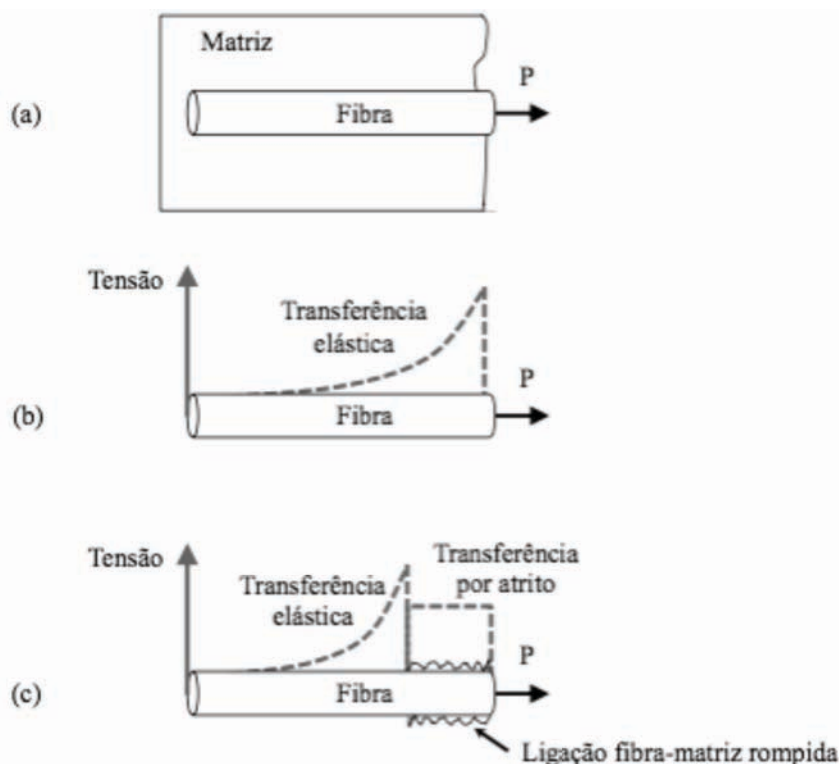 Matriz
P
(a)
Fibra
Tensão
Transferência
elástica
P
(b)
Fibra
Tensão
Transferência
elástica
Transferência
por atrito
P
(c)
Fibra
Ligação fibra-matriz rompida